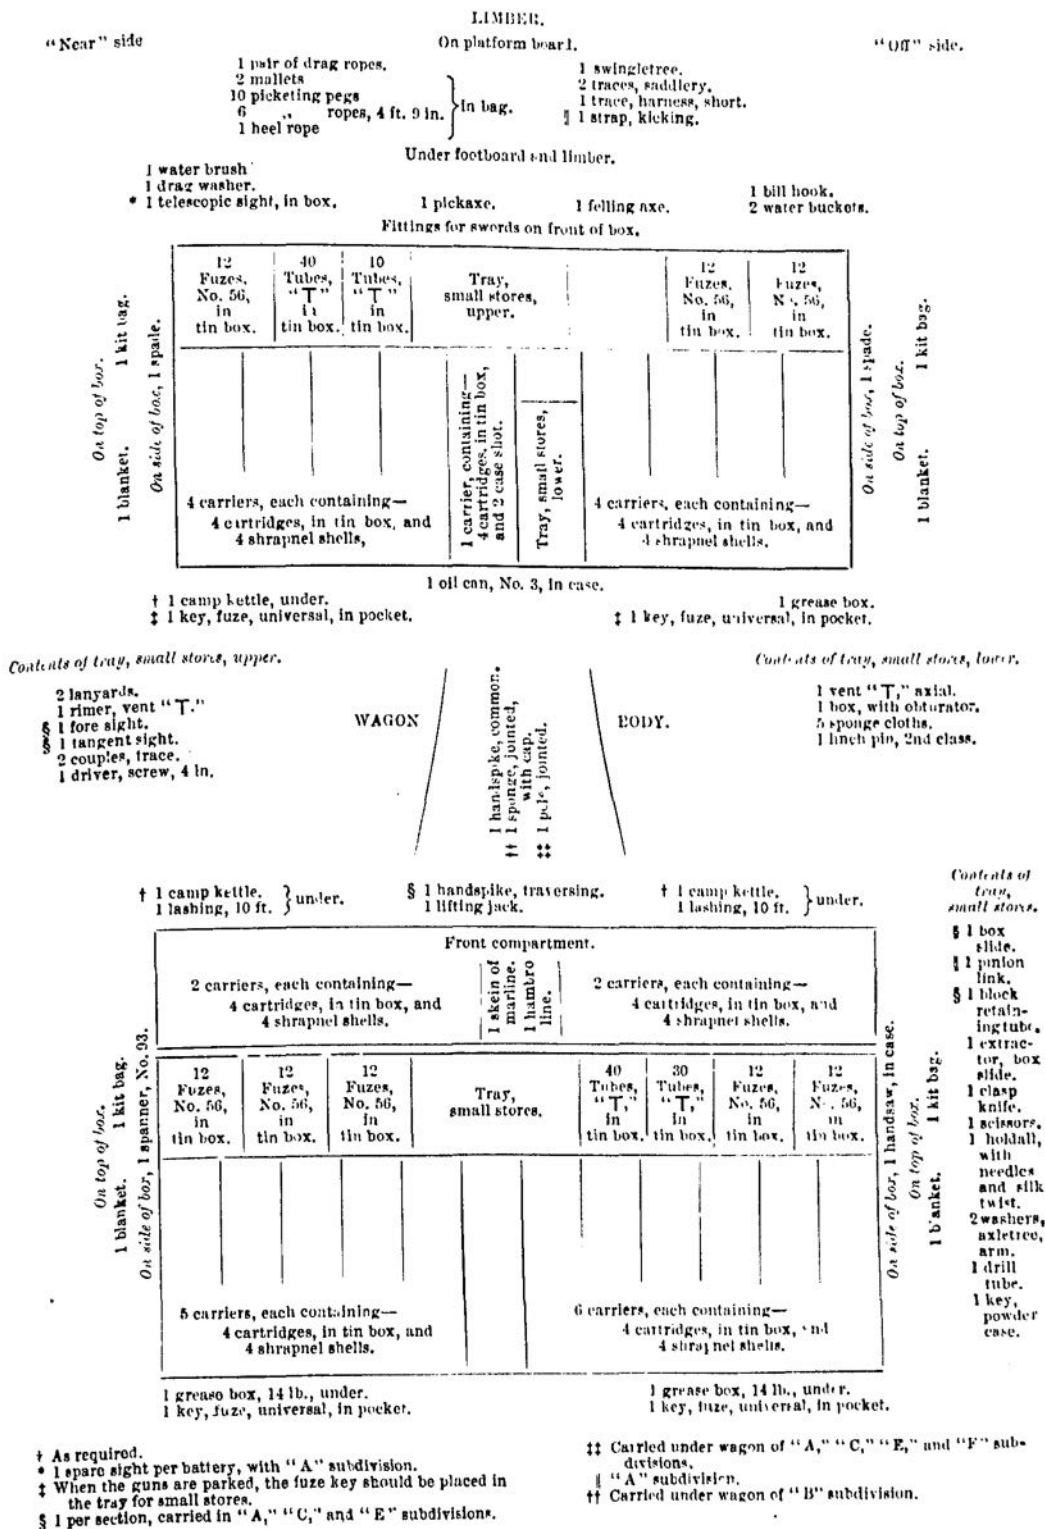 LIMBER.
"Near" side
On platform board.
"Off" side.
1 pair of drag ropes.
2 mallets
10 picketing pegs
6 „ ropes, 4 ft. 9 in.
1 heel rope
In bag.
1 swingletree.
2 traces, saddlery.
1 trace, harness, short.
¶ 1 strap, kicking.
Under footboard and limber.
1 water brush
1 drag washer.
* 1 telescopic sight, in box.
1 pickaxe.
1 felling axe.
1 bill hook.
2 water buckets.
Fittings for swords on front of box.
On top of box.
1 blanket. 1 kit bag.
On side of box, 1 spade.
12
Fuzes,
No. 56,
in
tin box.
40
Tubes,
"T"
in
tin box.
10
Tubes,
"T"
in
tin box.
Tray,
small stores,
upper.
12
Fuzes,
No. 56,
in
tin box.
12
Fuzes,
No. 56,
in
tin box.
4 carriers, each containing—
4 cartridges, in tin box, and
4 shrapnel shells,
1 carrier, containing—
4 cartridges, in tin box,
and 2 case shot.
Tray, small stores,
lower.
4 carriers, each containing—
4 cartridges, in tin box, and
4 shrapnel shells.
On side of box, 1 spade.
On top of box.
1 blanket. 1 kit bag.
1 oil can, No. 3, in case.
† 1 camp kettle, under.
‡ 1 key, fuze, universal, in pocket.
1 grease box.
‡ 1 key, fuze, universal, in pocket.
Contents of tray, small stores, upper.
2 lanyards.
1 rimer, vent "T."
§ 1 fore sight.
§ 1 tangent sight.
2 couples, trace.
1 driver, screw, 4 in.
WAGON
1 handspike, common.
†† 1 sponge, jointed,
with cap.
‡‡ 1 pole, jointed.
BODY.
Contents of tray, small stores, lower.
1 vent "T," axial.
1 box, with obturator.
5 sponge cloths.
1 linch pin, 2nd class.
† 1 camp kettle.
1 lashing, 10 ft.
under.
§ 1 handspike, traversing.
1 lifting jack.
† 1 camp kettle.
1 lashing, 10 ft.
under.
Front compartment.
2 carriers, each containing—
4 cartridges, in tin box, and
4 shrapnel shells.
1 skein of
marline.
1 hambro
line.
2 carriers, each containing—
4 cartridges, in tin box, and
4 shrapnel shells.
On top of box.
1 blanket. 1 kit bag.
On side of box, 1 spanner, No. 93.
12
Fuzes,
No. 56,
in
tin box.
12
Fuzes,
No. 56,
in
tin box.
12
Fuzes,
No. 56,
in
tin box.
Tray,
small stores.
40
Tubes,
"T,"
in
tin box.
30
Tubes,
"T,"
in
tin box.
12
Fuzes,
No. 56,
in
tin box.
12
Fuzes,
No. 56,
in
tin box.
5 carriers, each containing—
4 cartridges, in tin box, and
4 shrapnel shells.
6 carriers, each containing—
4 cartridges, in tin box, and
4 shrapnel shells.
On side of box, 1 handsaw, in case.
On top of box.
1 blanket. 1 kit bag.
Contents of
tray,
small stores.
§ 1 box
slide.
¶ 1 pinion
link.
§ 1 block
retain-
ing tube.
1 extrac-
tor, box
slide.
1 clasp
knife.
1 scissors.
1 holdall,
with
needles
and silk
twist.
2 washers,
axletree,
arm.
1 drill
tube.
1 key,
powder
case.
1 grease box, 14 lb., under.
1 key, fuze, universal, in pocket.
1 grease box, 14 lb., under.
1 key, fuze, universal, in pocket.
† As required.
* 1 spare sight per battery, with "A" subdivision.
‡ When the guns are parked, the fuze key should be placed in
the tray for small stores.
§ 1 per section, carried in "A," "C," and "E" subdivisions.
‡‡ Carried under wagon of "A," "C," "E," and "F" sub-
divisions.
¶ "A" subdivision.
†† Carried under wagon of "B" subdivision.